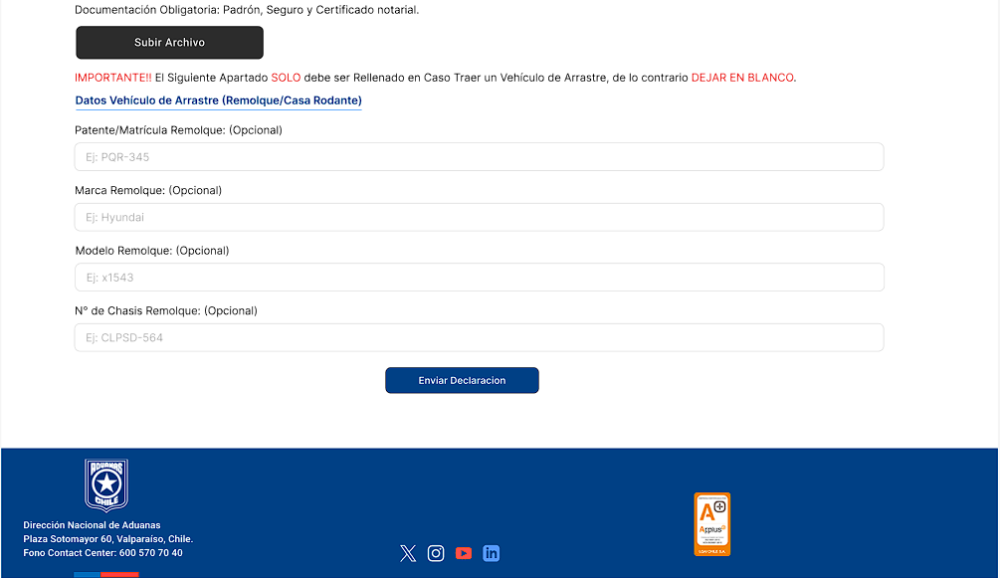 Documentación Obligatoria: Padrón, Seguro y Certificado notarial.
Subir Archivo
IMPORTANTE!! El Siguiente Apartado SOLO debe ser Rellenado en Caso Traer un Vehículo de Arrastre, de lo contrario DEJAR EN BLANCO.
Datos Vehículo de Arrastre (Remolque/Casa Rodante)
Patente/Matrícula Remolque: (Opcional)
Ej: PQR-345
Marca Remolque: (Opcional)
Ej: Hyundai
Modelo Remolque: (Opcional)
Ej: x1543
N° de Chasis Remolque: (Opcional)
Ej: CLPSD-564
Enviar Declaracion
ADUANAS
CHILE
Dirección Nacional de Aduanas
Plaza Sotomayor 60, Valparaíso, Chile.
Fono Contact Center: 600 570 70 40
A+
Applus+